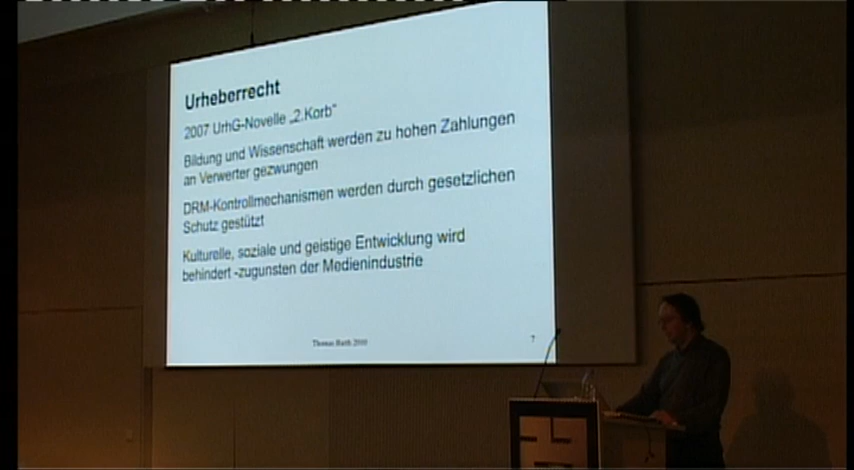 Urheberrecht
2007 UrhG-Novelle „2.Korb“
Bildung und Wissenschaft werden zu hohen Zahlungen
an Verwerter gezwungen
DRM-Kontrollmechanismen werden durch gesetzlichen
Schutz gestützt
Kulturelle, soziale und geistige Entwicklung wird
behindert -zugunsten der Medienindustrie
Thomas Barth 2010
7